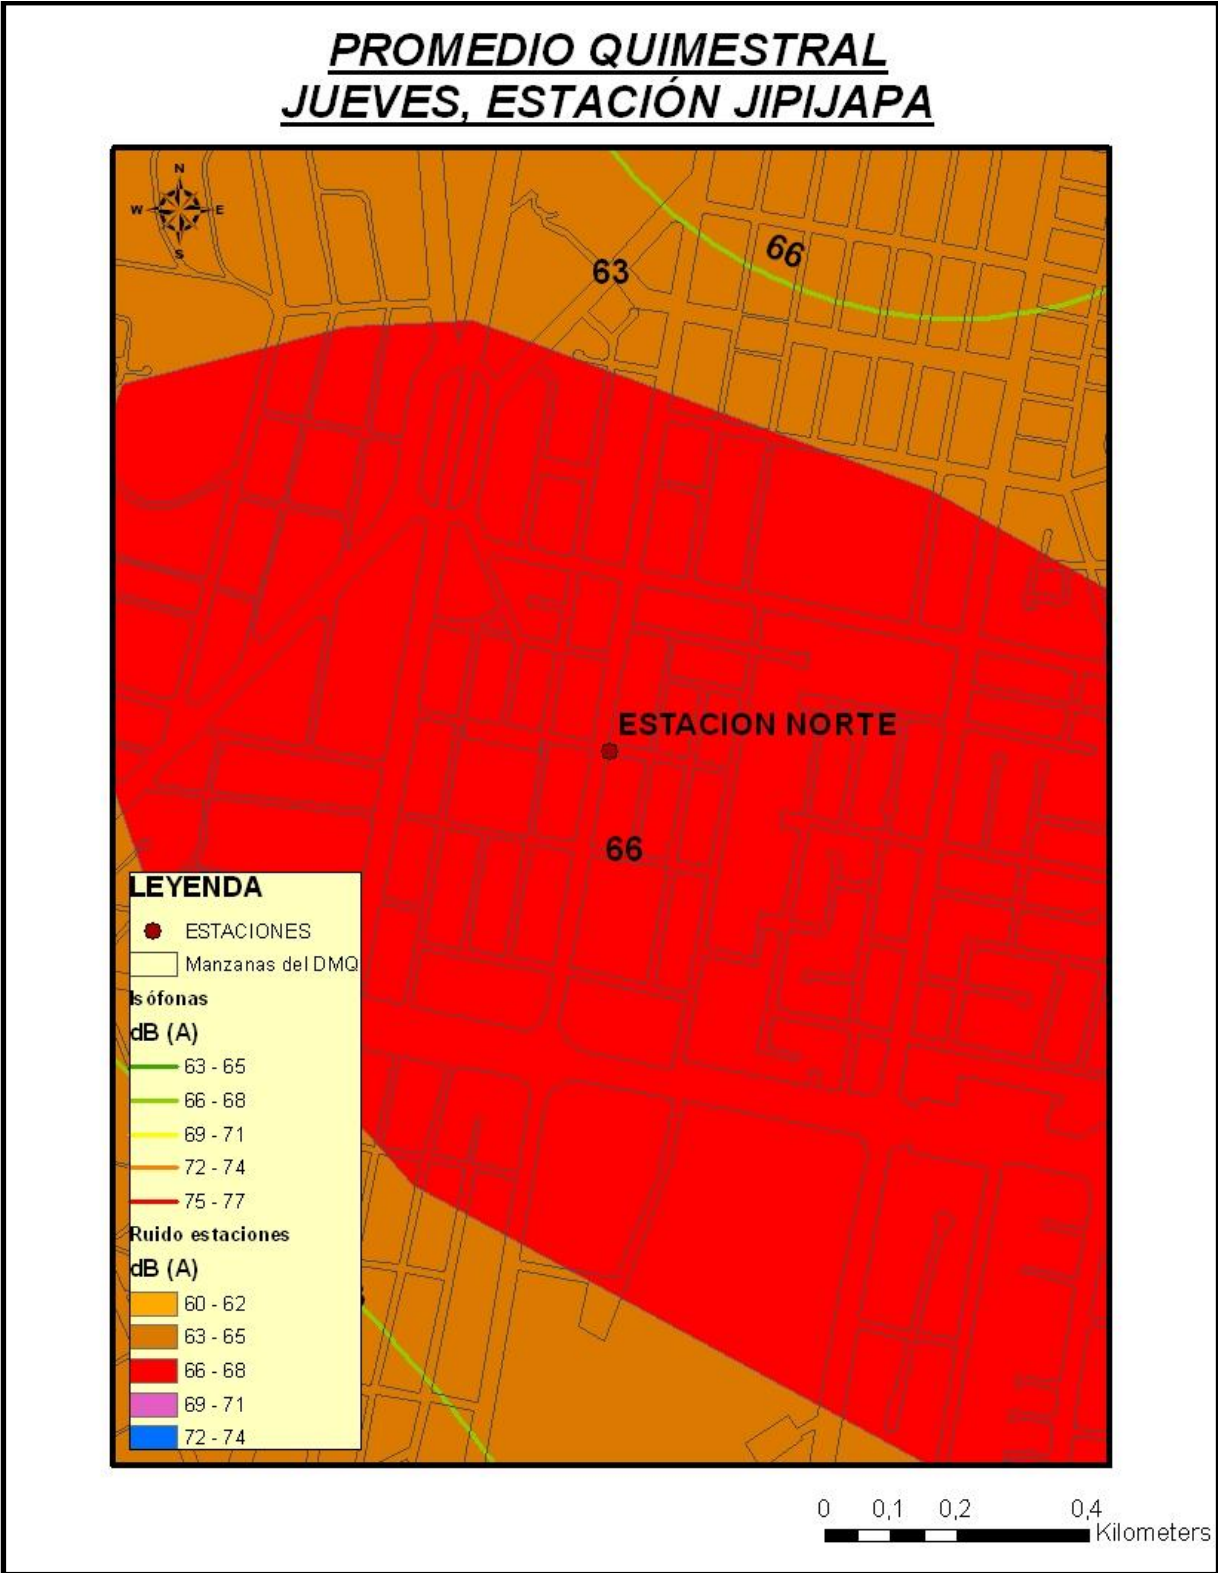 PROMEDIO QUIMESTRAL
JUEVES, ESTACIÓN JIPIJAPA
N
W E
S
63
66
ESTACION NORTE
66
LEYENDA
ESTACIONES
Manzanas del DMQ
Isófonas
dB (A)
63 - 65
66 - 68
69 - 71
72 - 74
75 - 77
Ruido estaciones
dB (A)
60 - 62
63 - 65
66 - 68
69 - 71
72 - 74
0 0,1 0,2 0,4
Kilometers